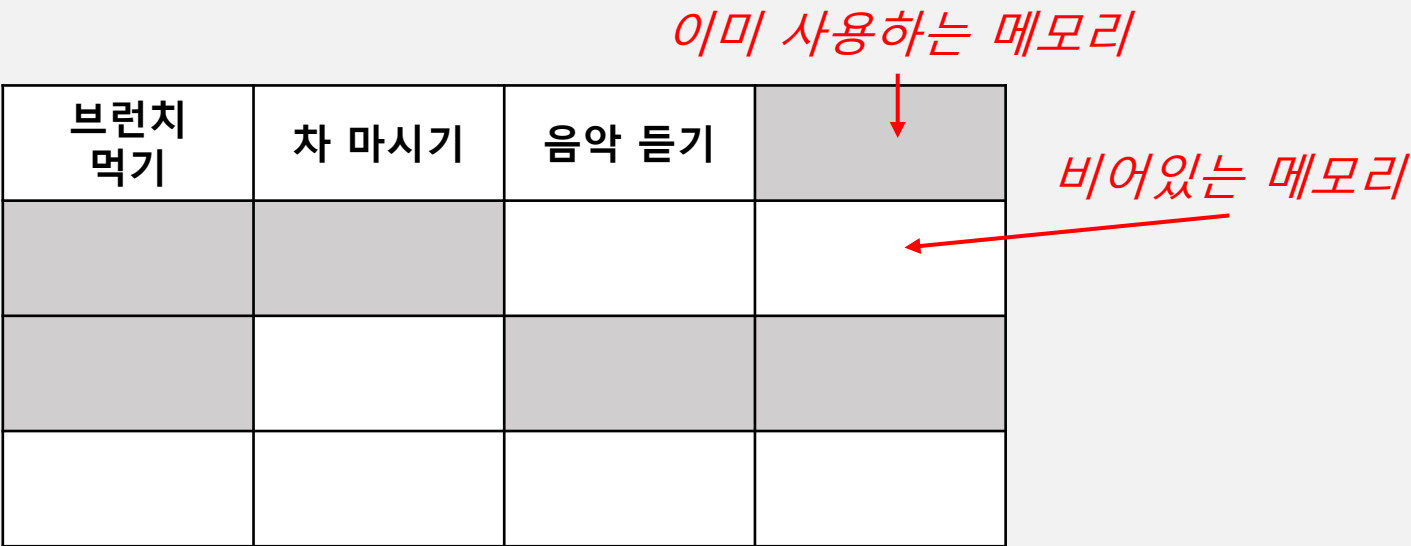 이미 사용하는 메모리
브런치
먹기
차 마시기
음악 듣기
비어있는 메모리